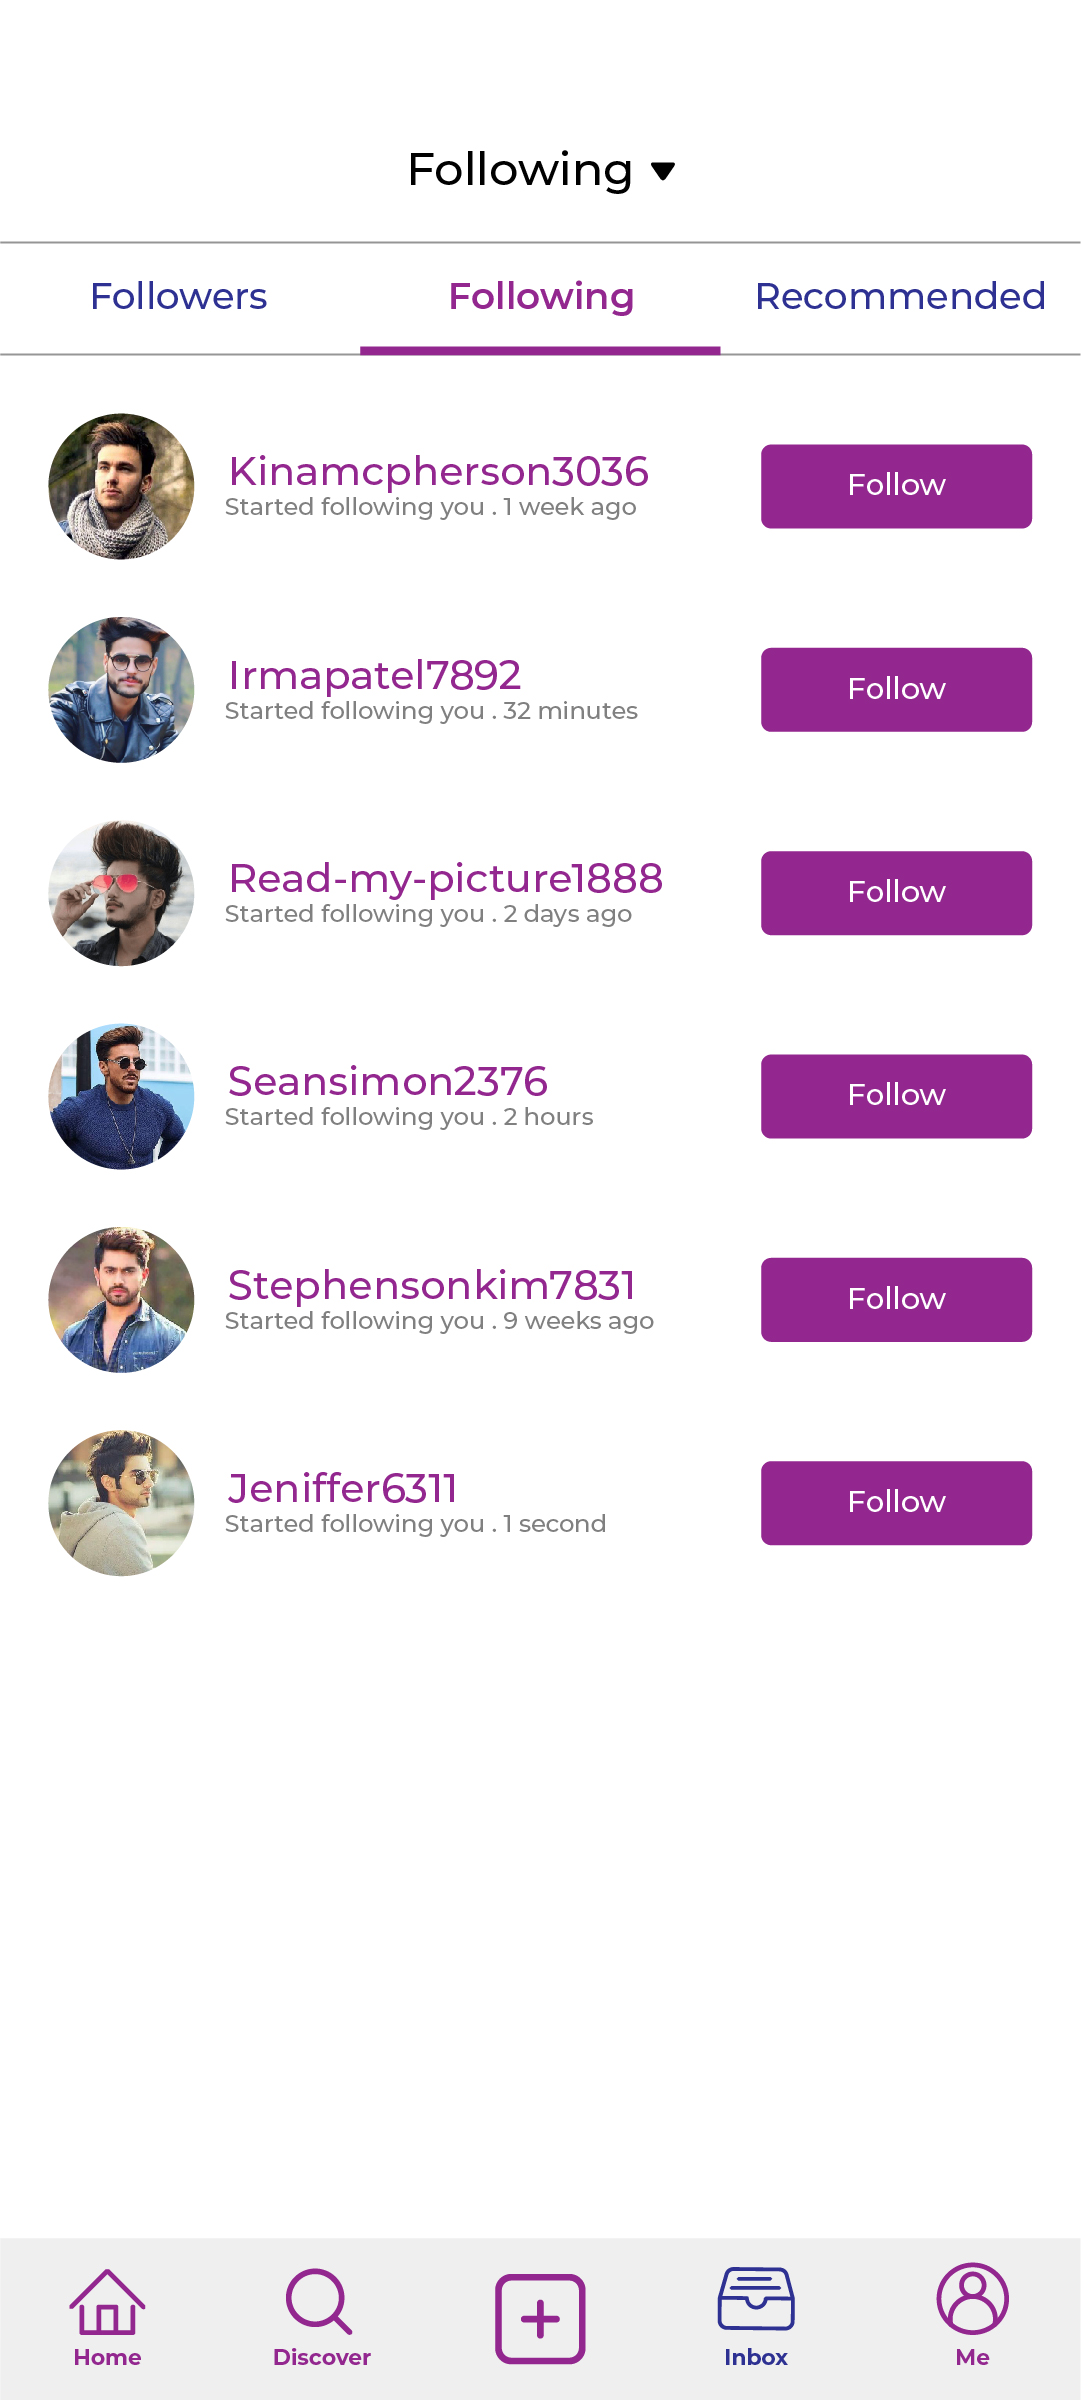 Following
Followers Following Recommended
Kinamcpherson3036
Started following you . 1 week ago
Follow
Irmapatel7892
Started following you . 32 minutes
Follow
Read-my-picture1888
Started following you . 2 days ago
Follow
Seansimon2376
Started following you . 2 hours
Follow
Stephensonkim7831
Started following you . 9 weeks ago
Follow
Jeniffer6311
Started following you . 1 second
Follow
Home Discover Inbox Me